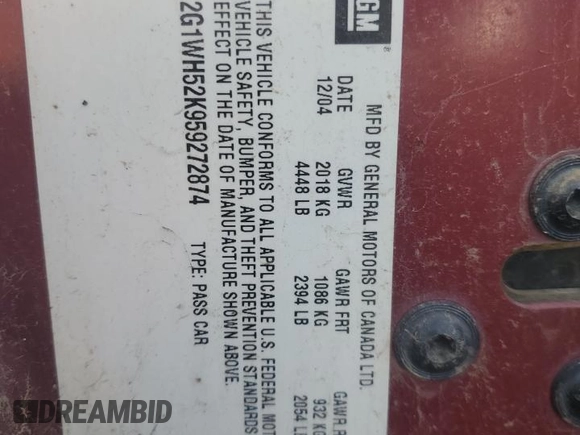 GM
MFD BY GENERAL MOTORS OF CANADA LTD.
DATE GVWR GAWR FRT GAWR R
12/04 2018 KG 1086 KG 932 KG
4448 LB 2394 LB 2054 L
THIS VEHICLE CONFORMS TO ALL APPLICABLE U.S. FEDERAL MOT
VEHICLE SAFETY, BUMPER, AND THEFT PREVENTION STANDARDS
EFFECT ON THE DATE OF MANUFACTURE SHOWN ABOVE.
2G1WH52K959272874 TYPE: PASS CAR
DREAMBID